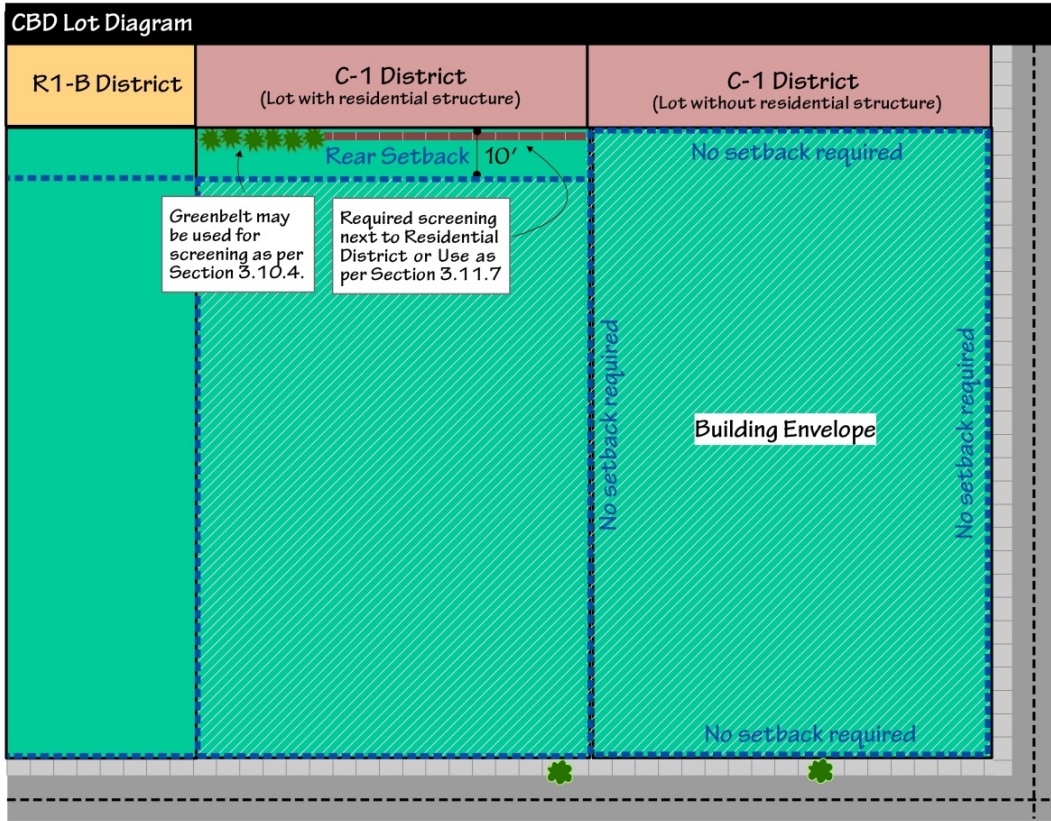 CBD Lot Diagram
R1-B District
C-1 District
(Lot with residential structure)
C-1 District
(Lot without residential structure)
Rear Setback
10'
No setback required
Greenbelt may
be used for
screening as per
Section 3.10.4.
Required screening
next to Residential
District or Use as
per Section 3.11.7
No setback required
Building Envelope
No setback required
No setback required